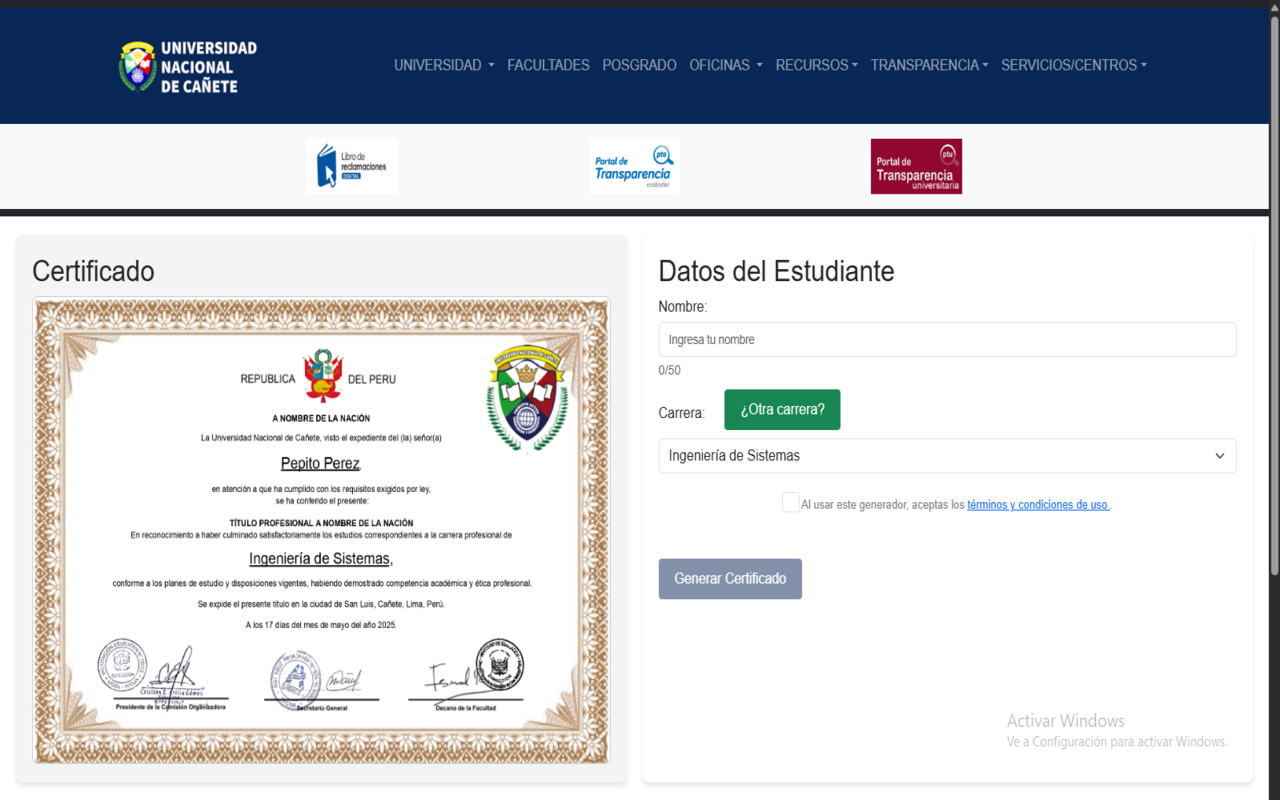 UNIVERSIDAD
NACIONAL
DE CAÑETE
UNIVERSIDAD FACULTADES POSGRADO OFICINAS RECURSOS TRANSPARENCIA SERVICIOS/CENTROS
Libro de
reclamaciones
DIGITAL
Portal de pte
Transparencia
estándar
Portal de ptu
Transparencia
universitaria
Certificado
REPUBLICA DEL PERU
A NOMBRE DE LA NACIÓN
La Universidad Nacional de Cañete, visto el expediente del (la) señor(a)
Pepito Perez,
en atención a que ha cumplido con los requisitos exigidos por ley,
se ha conferido el presente:
TÍTULO PROFESIONAL A NOMBRE DE LA NACIÓN
En reconocimiento a haber culminado satisfactoriamente los estudios correspondientes a la carrera profesional de
Ingeniería de Sistemas,
conforme a los planes de estudio y disposiciones vigentes, habiendo demostrado competencia académica y ética profesional.
Se expide el presente título en la ciudad de San Luis, Cañete, Lima, Perú.
A los 17 días del mes de mayo del año 2025.
Presidente de la Comisión Orgánizadora
Secretario General
Decano de la Facultad
Datos del Estudiante
Nombre:
Ingresa tu nombre
0/50
Carrera: ¿Otra carrera?
Ingeniería de Sistemas
Al usar este generador, aceptas los términos y condiciones de uso .
Generar Certificado
Activar Windows
Ve a Configuración para activar Windows.